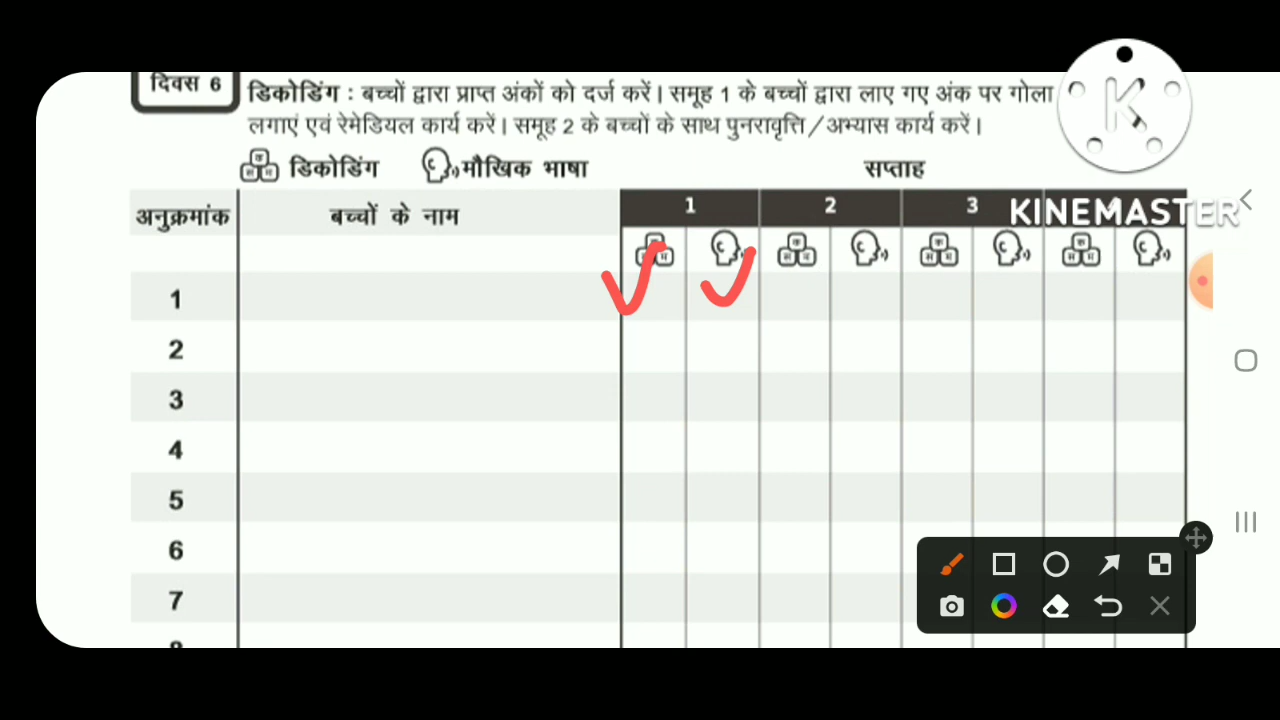 दिवस 6
डिकोडिंग : बच्चों द्वारा प्राप्त अंकों को दर्ज करें। समूह 1 के बच्चों द्वारा लाए गए अंक पर गोला
लगाएं एवं रेमेडियल कार्य करें। समूह 2 के बच्चों के साथ पुनरावृत्ति/अभ्यास कार्य करें।
डिकोडिंग मौखिक भाषा सप्ताह
अनुक्रमांक बच्चों के नाम 1 2 3
KINEMASTER
1
2
3
4
5
6
7